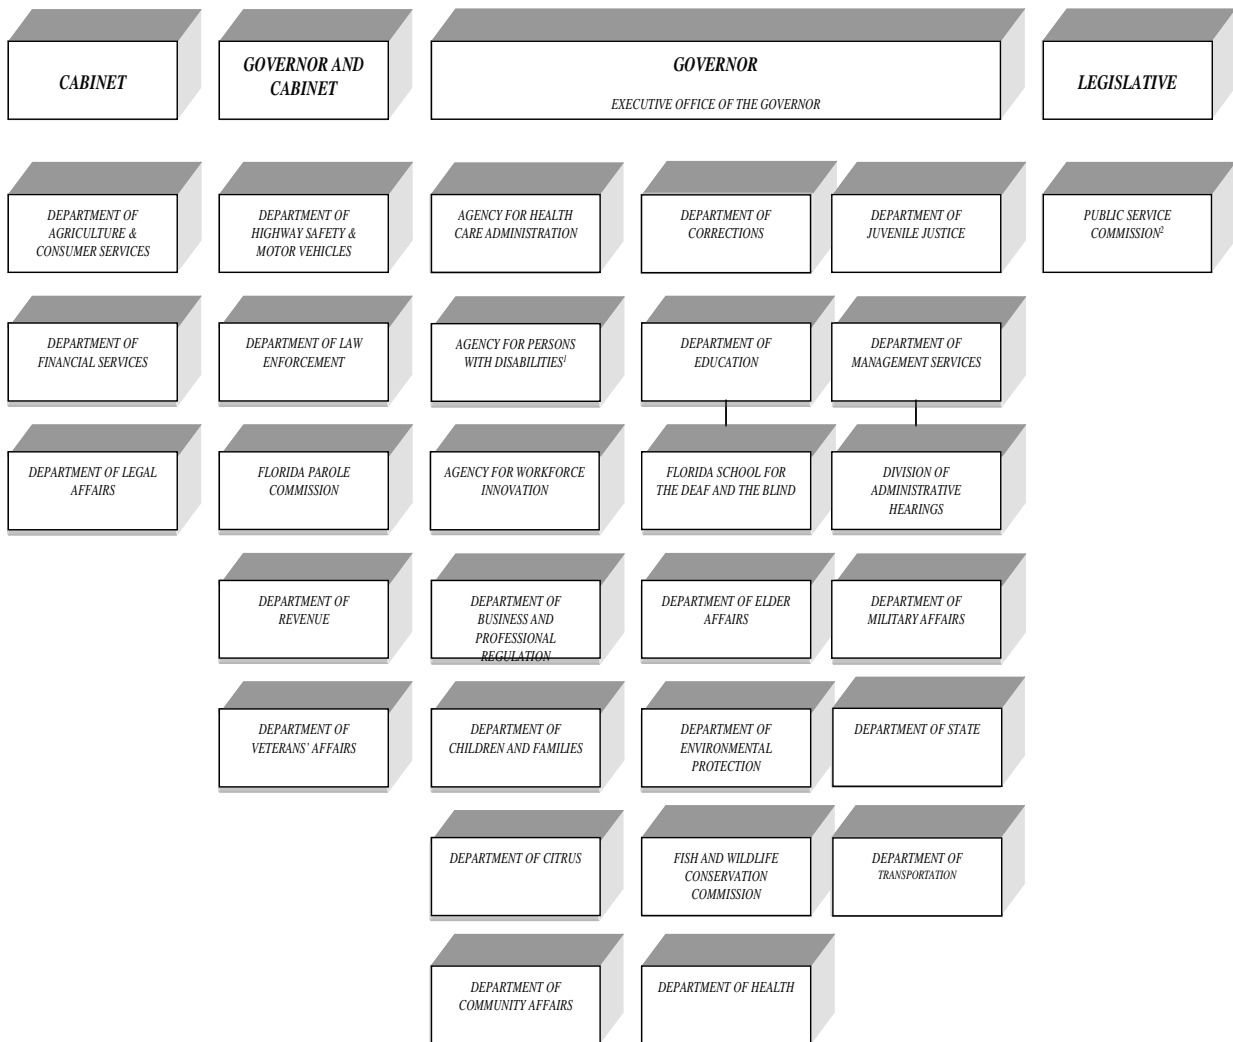 CABINET
GOVERNOR AND
CABINET
GOVERNOR
EXECUTIVE OFFICE OF THE GOVERNOR
LEGISLATIVE
DEPARTMENT OF
AGRICULTURE &
CONSUMER SERVICES
DEPARTMENT OF
HIGHWAY SAFETY &
MOTOR VEHICLES
AGENCY FOR HEALTH
CARE ADMINISTRATION
DEPARTMENT OF
CORRECTIONS
DEPARTMENT OF
JUVENILE JUSTICE
PUBLIC SERVICE
COMMISSION²
DEPARTMENT OF
FINANCIAL SERVICES
DEPARTMENT OF LAW
ENFORCEMENT
AGENCY FOR PERSONS
WITH DISABILITIES¹
DEPARTMENT OF
EDUCATION
DEPARTMENT OF
MANAGEMENT SERVICES
DEPARTMENT OF LEGAL
AFFAIRS
FLORIDA PAROLE
COMMISSION
AGENCY FOR WORKFORCE
INNOVATION
FLORIDA SCHOOL FOR
THE DEAF AND THE BLIND
DIVISION OF
ADMINISTRATIVE
HEARINGS
DEPARTMENT OF
REVENUE
DEPARTMENT OF
BUSINESS AND
PROFESSIONAL
REGULATION
DEPARTMENT OF ELDER
AFFAIRS
DEPARTMENT OF
MILITARY AFFAIRS
DEPARTMENT OF
VETERANS' AFFAIRS
DEPARTMENT OF
CHILDREN AND FAMILIES
DEPARTMENT OF
ENVIRONMENTAL
PROTECTION
DEPARTMENT OF STATE
DEPARTMENT OF CITRUS
FISH AND WILDLIFE
CONSERVATION
COMMISSION
DEPARTMENT OF
TRANSPORTATION
DEPARTMENT OF
COMMUNITY AFFAIRS
DEPARTMENT OF HEALTH